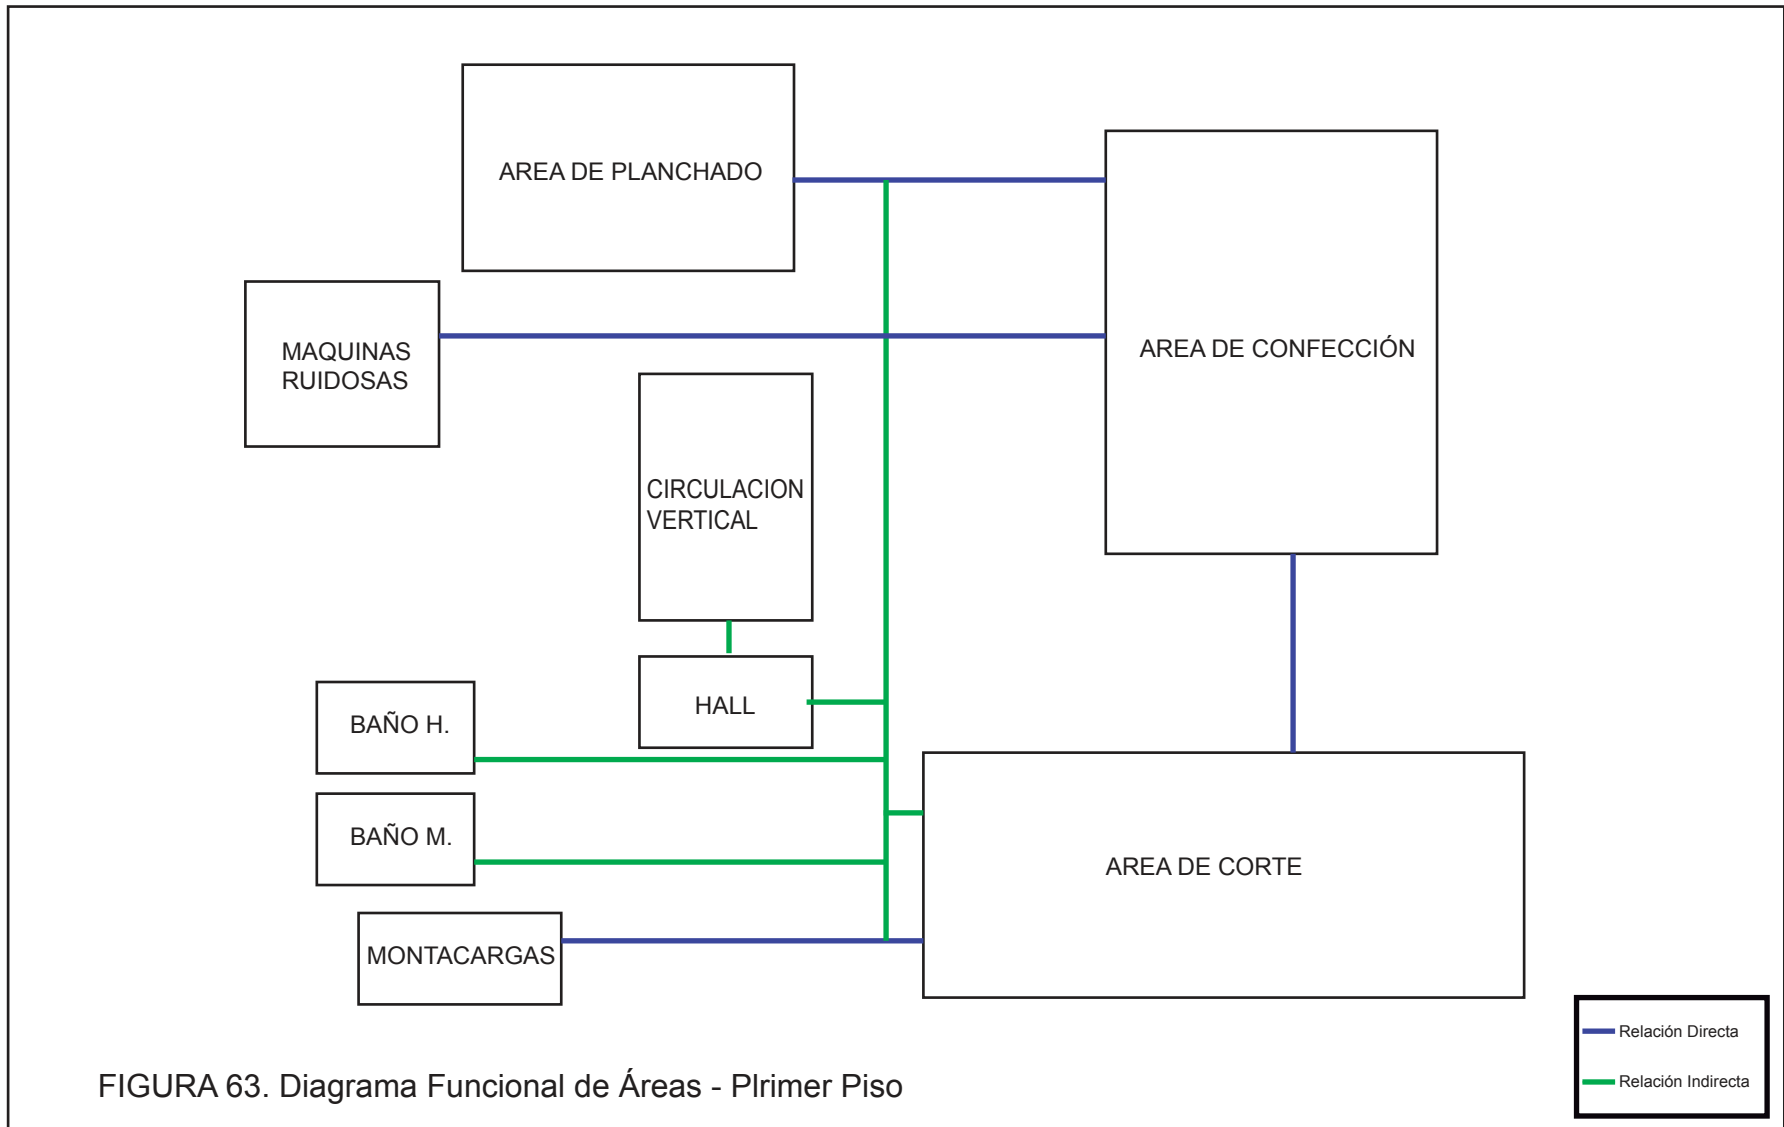 AREA DE PLANCHADO
MAQUINAS
RUIDOSAS
AREA DE CONFECCIÓN
CIRCULACION
VERTICAL
HALL
BAÑO H.
BAÑO M.
AREA DE CORTE
MONTACARGAS
Relación Directa
Relación Indirecta
FIGURA 63. Diagrama Funcional de Áreas - Plrimer Piso